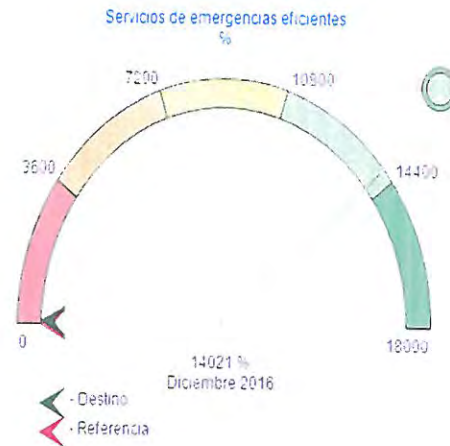 Servicios de emergencias eficientes
%
7200
10800
3600
14400
0
18000
14021 %
Diciembre 2016
- Destino
- Referencia